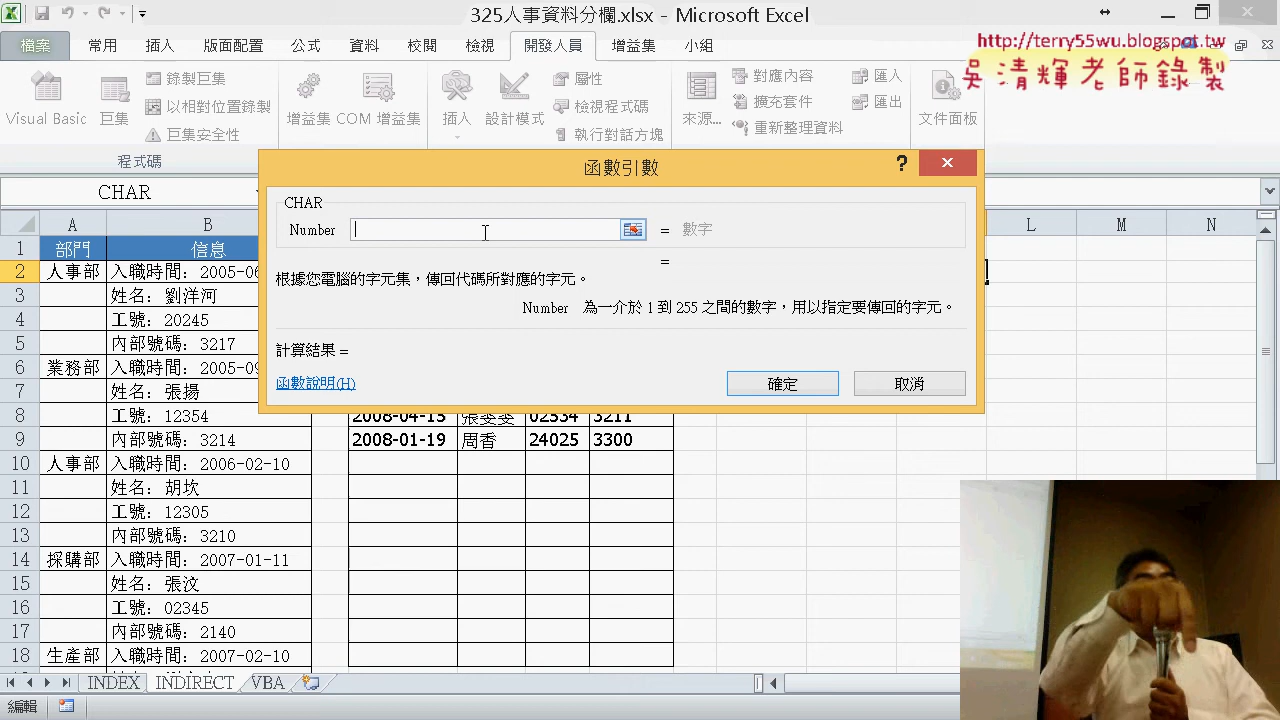 325人事資料分欄.xlsx - Microsoft Excel
http://terry55wu.blogspot.tw
吳清輝老師錄製
檔案 常用 插入 版面配置 公式 資料 校閱 檢視 開發人員 增益集 小組
Visual Basic 巨集 錄製巨集 以相對位置錄製 巨集安全性 程式碼
增益集 COM 增益集
插入 設計模式 屬性 檢視程式碼 執行對話方塊
來源... 對應內容 擴充套件 重新整理資料 匯入 匯出
文件面板
CHAR
函數引數
?
CHAR
Number = 數字
=
根據您電腦的字元集，傳回代碼所對應的字元。
Number 為一介於 1 到 255 之間的數字，用以指定要傳回的字元。
計算結果 =
函數說明(H) 確定 取消
A B L M N
1 部門 信息
2 人事部 入職時間: 2005-06
3 姓名: 劉洋河
4 工號: 20245
5 內部號碼: 3217
6 業務部 入職時間: 2005-09
7 姓名: 張揚
8 工號: 12354 2008-04-15 張雯雯 02534 3211
9 內部號碼: 3214 2008-01-19 周香 24025 3300
10 人事部 入職時間: 2006-02-10
11 姓名: 胡坎
12 工號: 12305
13 內部號碼: 3210
14 採購部 入職時間: 2007-01-11
15 姓名: 張汶
16 工號: 02345
17 內部號碼: 2140
18 生產部 入職時間: 2007-02-10
INDEX INDIRECT VBA
編輯